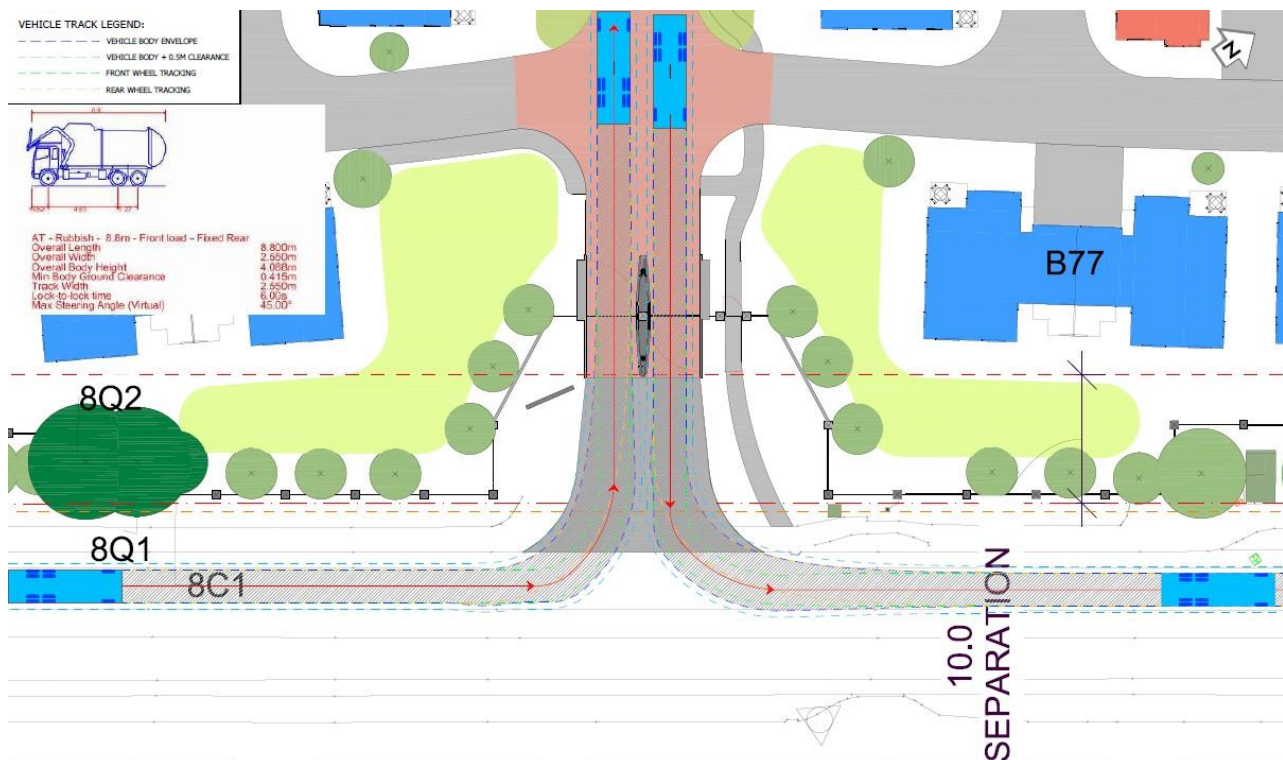 VEHICLE TRACK LEGEND:
VEHICLE BODY ENVELOPE
VEHICLE BODY + 0.5M CLEARANCE
FRONT WHEEL TRACKING
REAR WHEEL TRACKING
N
AT - Rubbish - 8.8m - Front load - Fixed Rear
Overall Length 8.800m
Overall Width 2.550m
Overall Body Height 4.088m
Min Body Ground Clearance 0.415m
Track Width 2.550m
Lock-to-lock time 6.00s
Max Steering Angle (Virtual) 45.00°
B77
8Q2
8Q1
8C1
10.0
SEPARATION